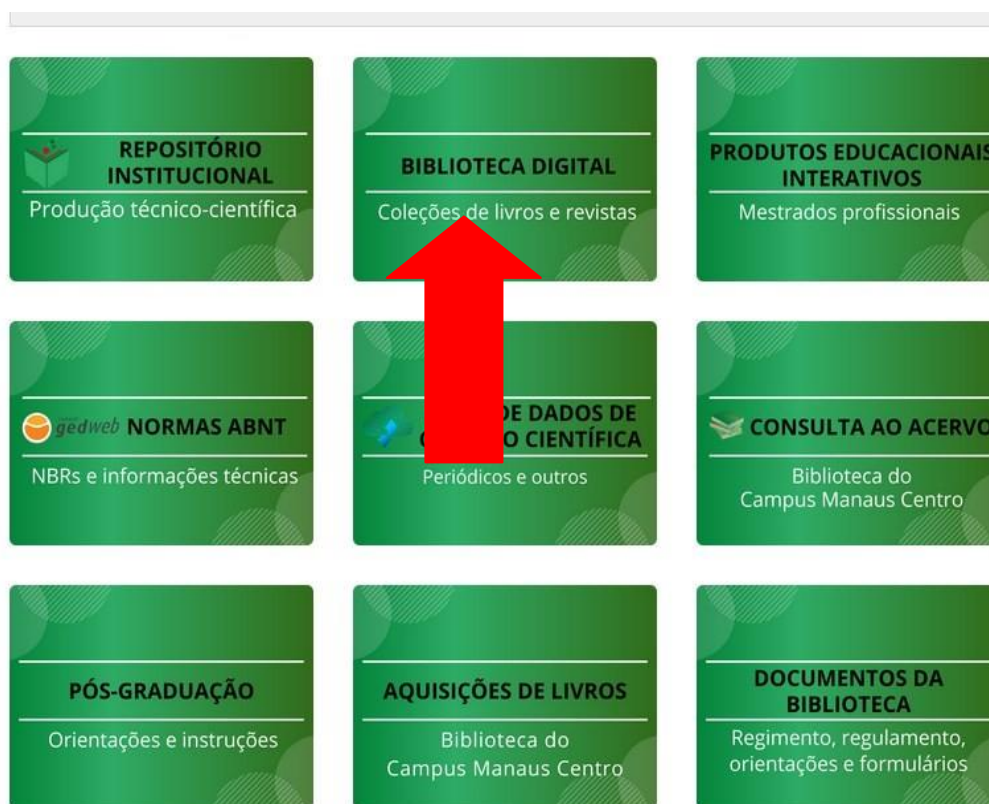 REPOSITÓRIO
INSTITUCIONAL
Produção técnico-científica
BIBLIOTECA DIGITAL
Coleções de livros e revistas
PRODUTOS EDUCACIONAIS
INTERATIVOS
Mestrados profissionais
gedweb NORMAS ABNT
NBRs e informações técnicas
DE DADOS DE
CIENTÍFICA
Periódicos e outros
CONSULTA AO ACERVO
Biblioteca do
Campus Manaus Centro
PÓS-GRADUAÇÃO
Orientações e instruções
AQUISIÇÕES DE LIVROS
Biblioteca do
Campus Manaus Centro
DOCUMENTOS DA
BIBLIOTECA
Regimento, regulamento,
orientações e formulários